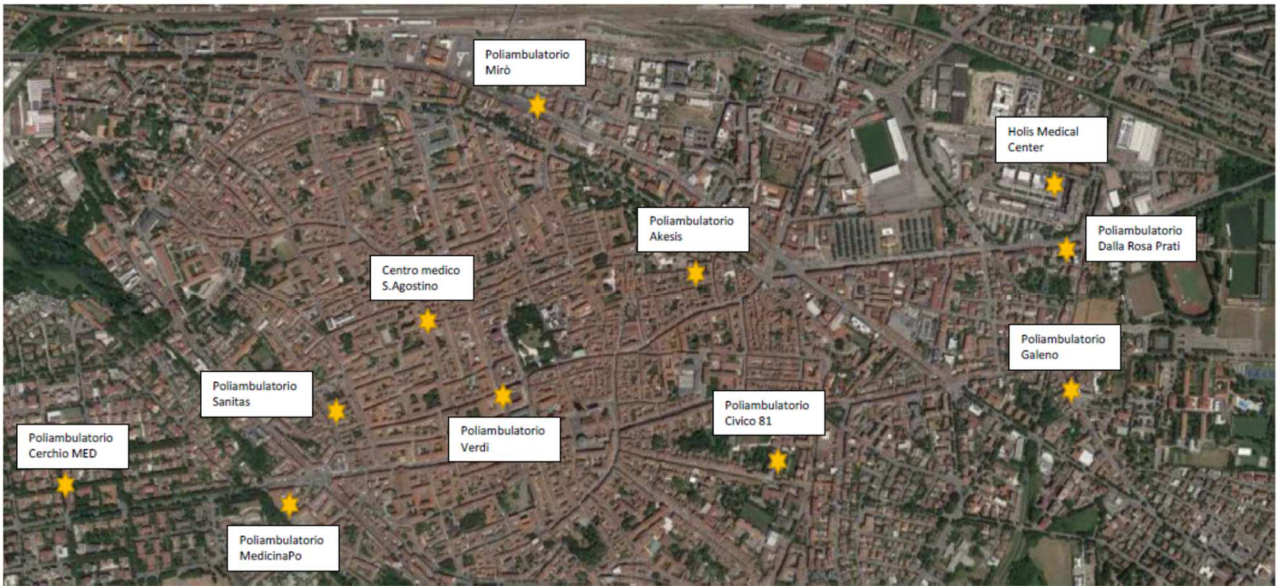 Poliambulatorio
Mirò
Holis Medical
Center
Poliambulatorio
Akesis
Poliambulatorio
Dalla Rosa Prati
Centro medico
S.Agostino
Poliambulatorio
Galeno
Poliambulatorio
Sanitas
Poliambulatorio
Civico 81
Poliambulatorio
Verdi
Poliambulatorio
Cerchio MED
Poliambulatorio
MedicinaPo